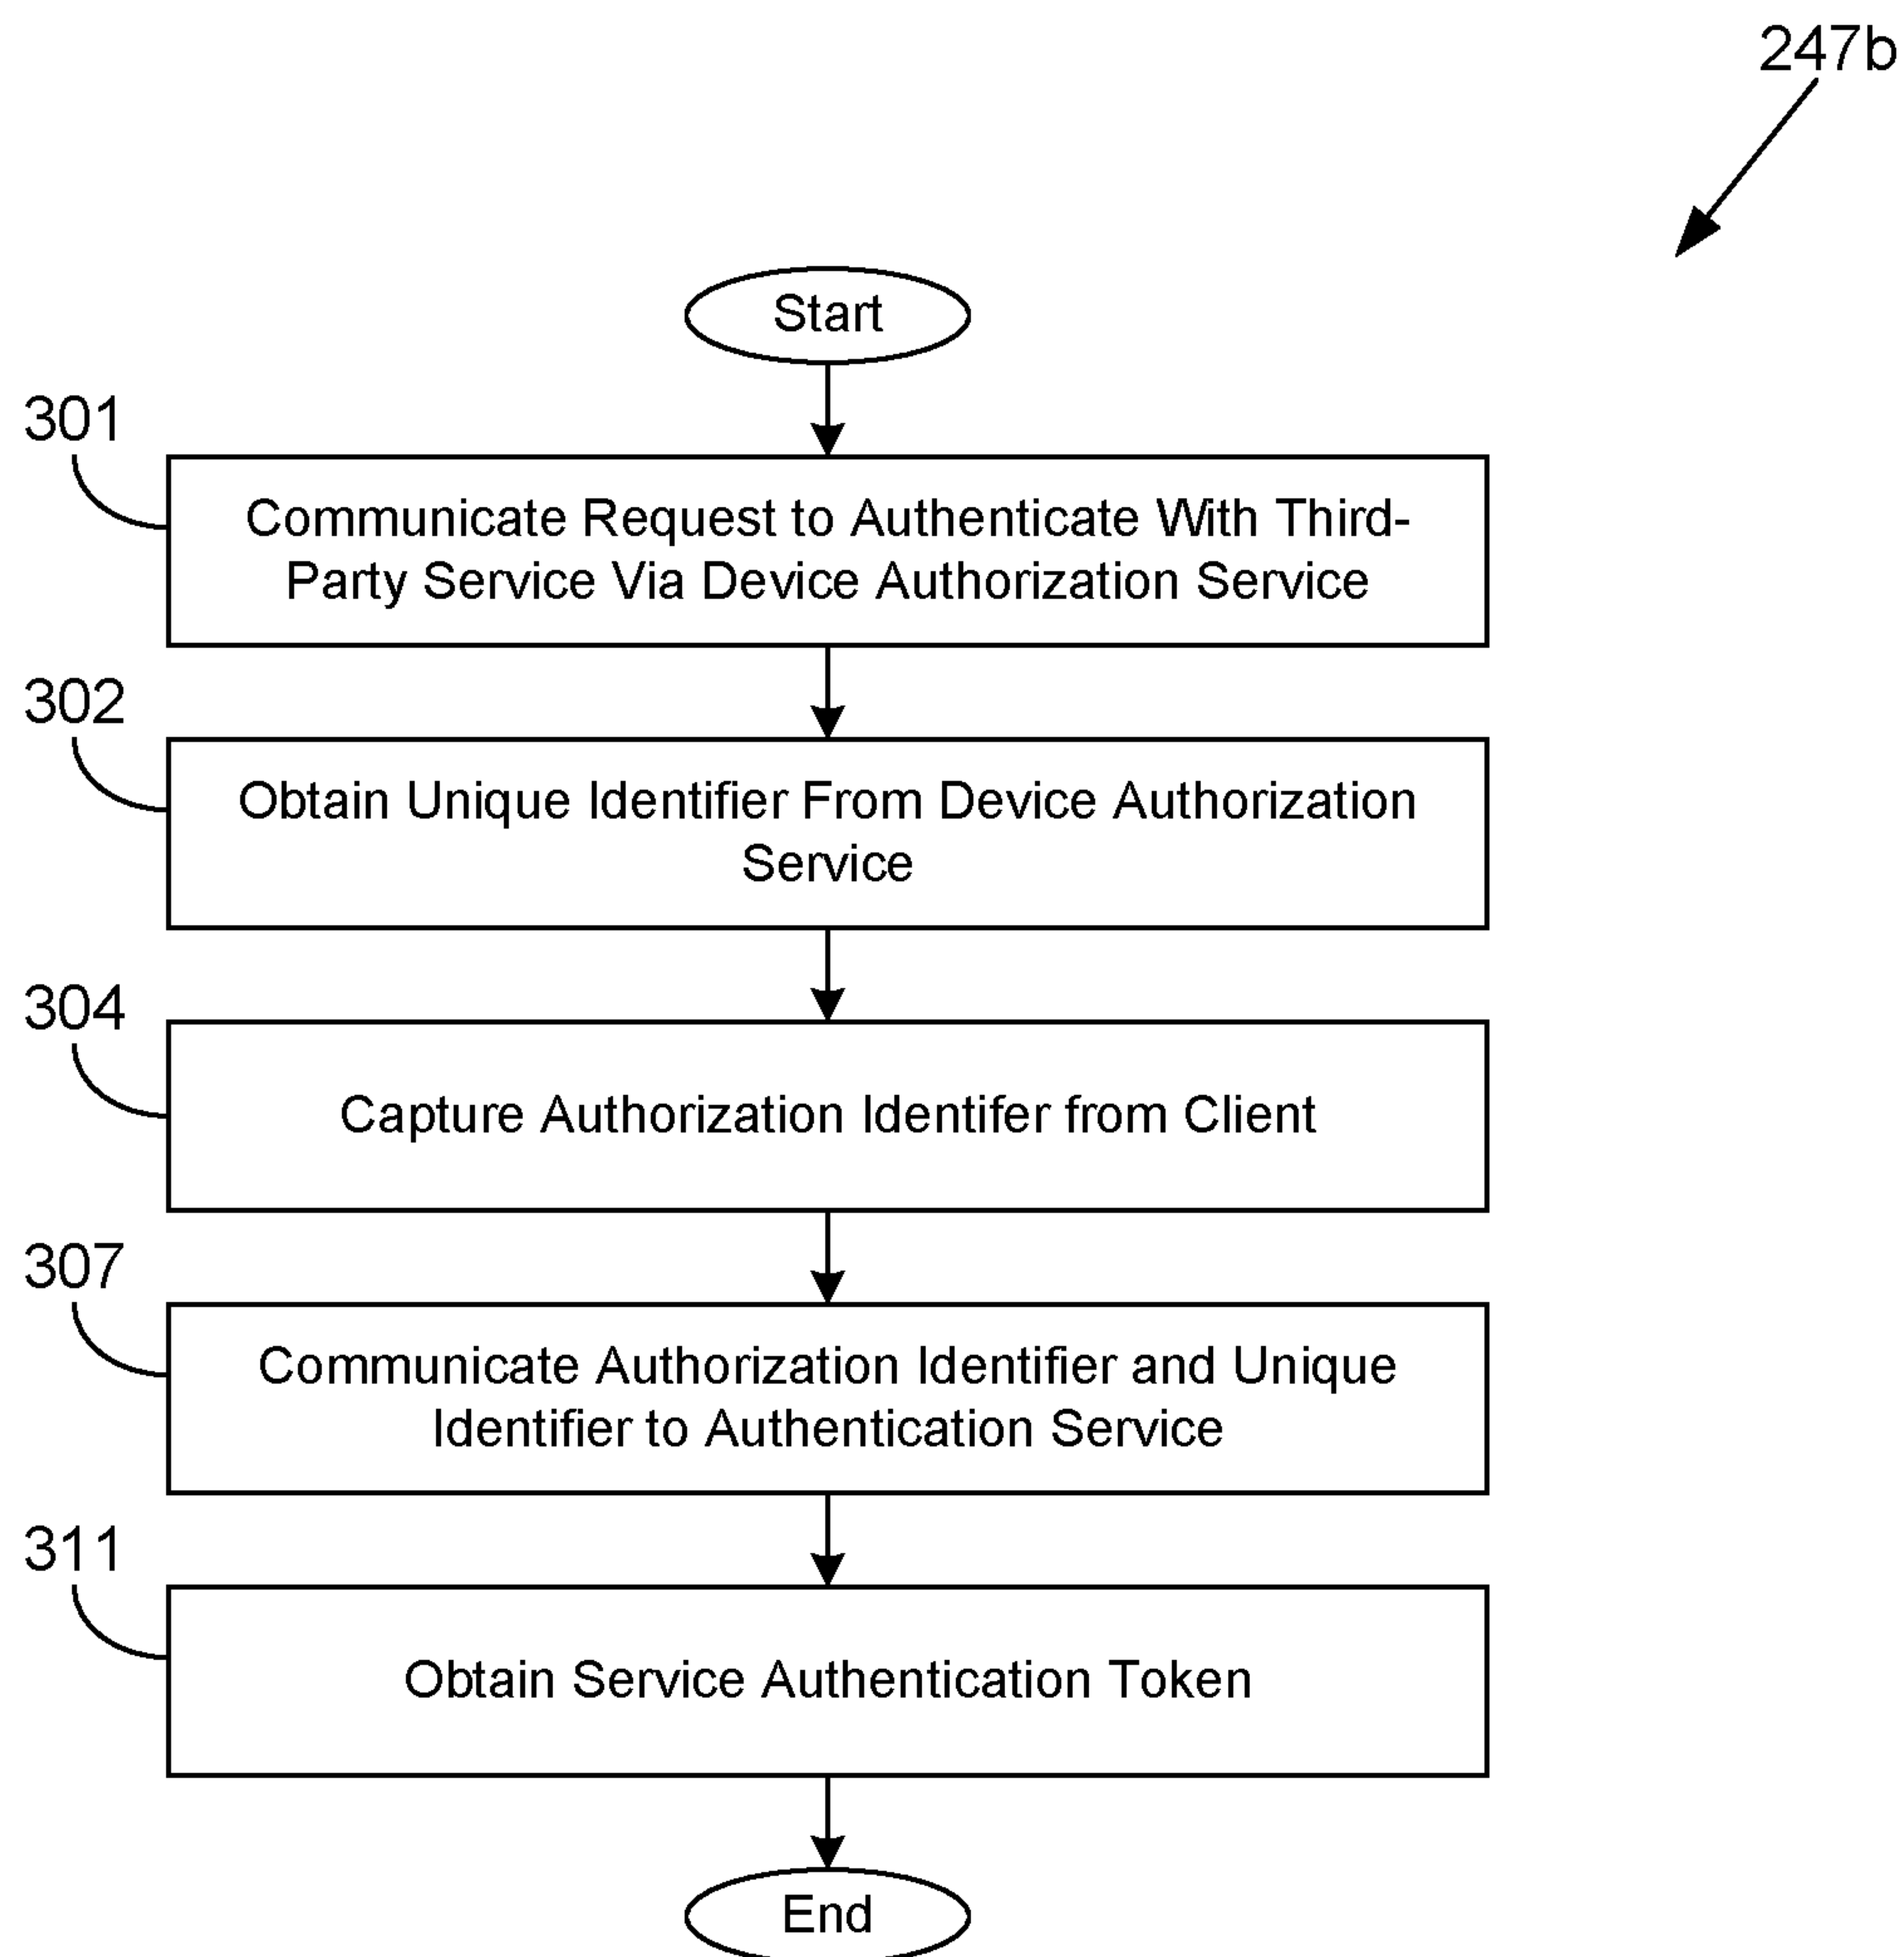 247b
Start
301
Communicate Request to Authenticate With Third-
Party Service Via Device Authorization Service
302
Obtain Unique Identifier From Device Authorization
Service
304
Capture Authorization Identifer from Client
307
Communicate Authorization Identifier and Unique
Identifier to Authentication Service
311
Obtain Service Authentication Token
End